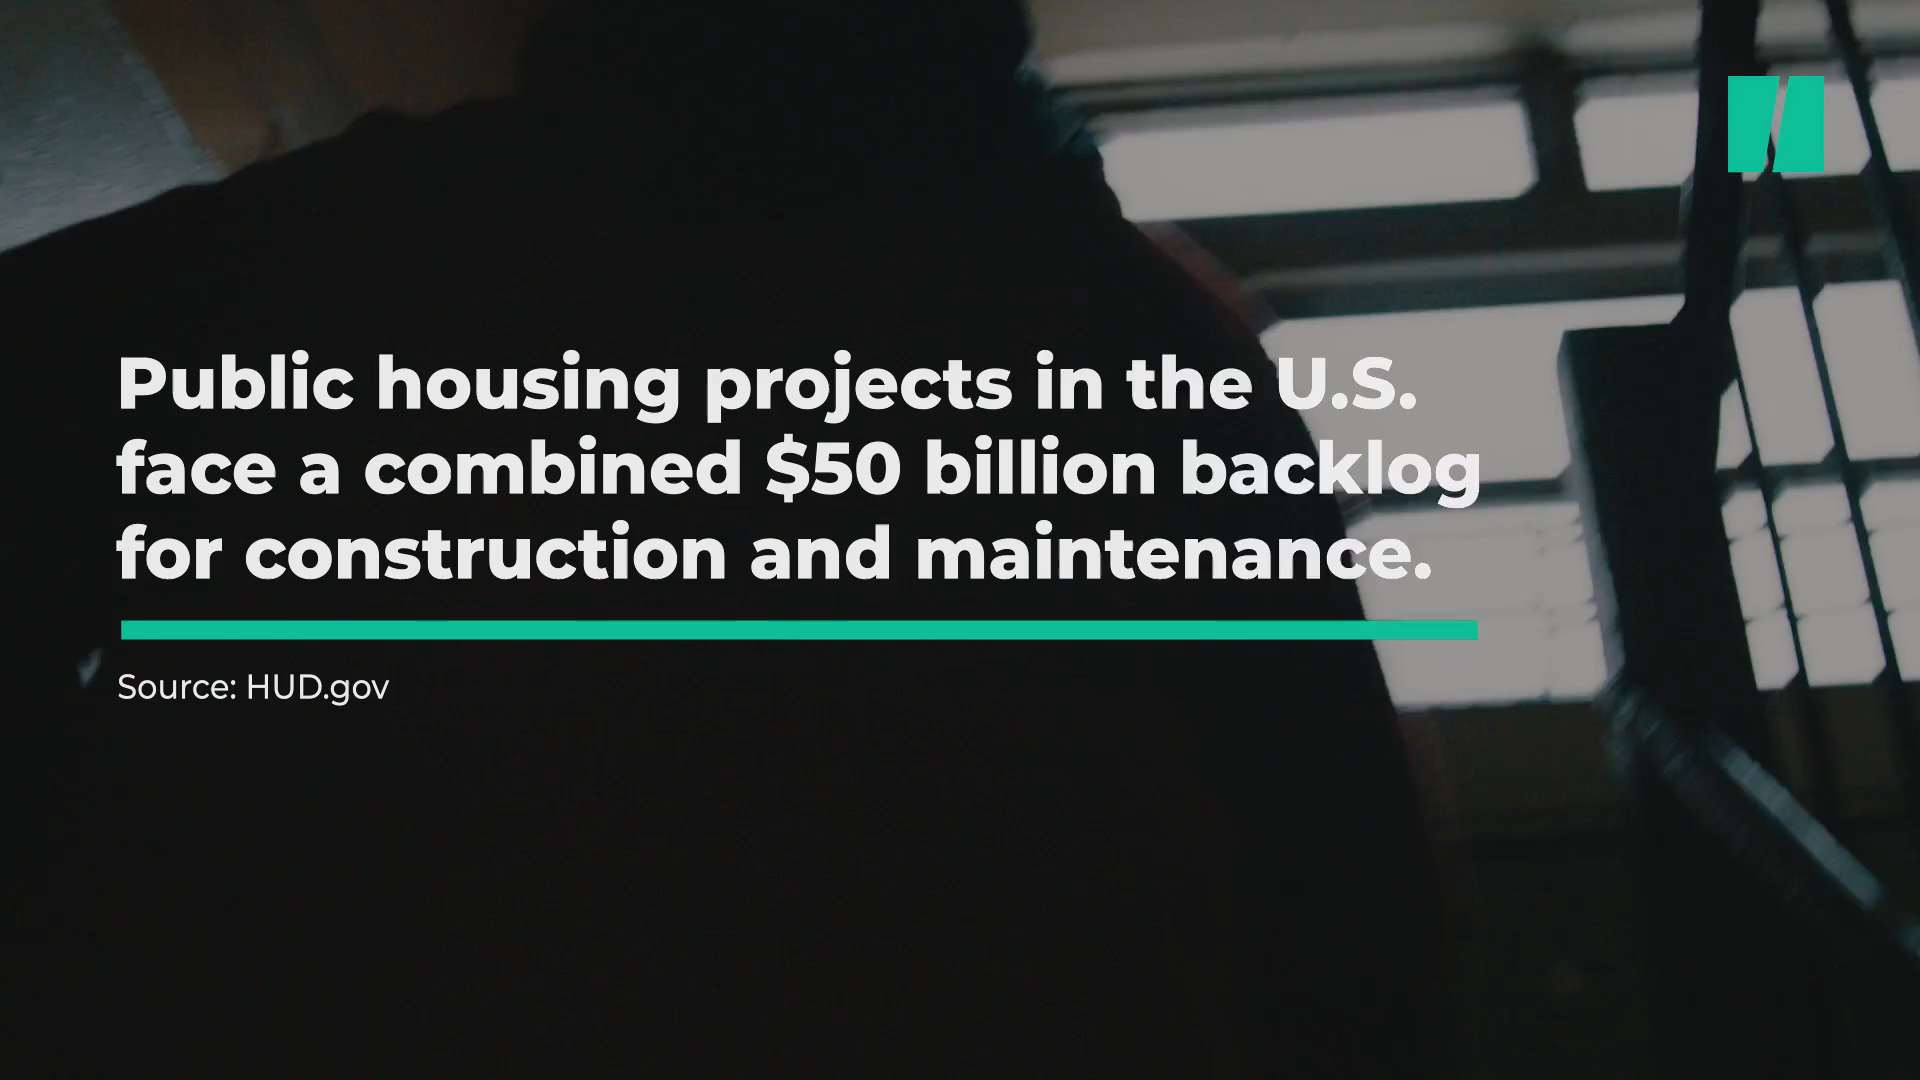 Public housing projects in the U.S.
face a combined $50 billion backlog
for construction and maintenance.
Source: HUD.gov